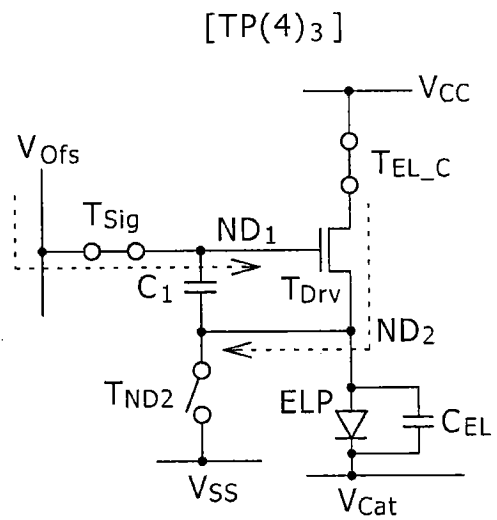 [TP(4)3]
VCC
VOfs
TEL_C
TSig
ND1
C1
TDrv
ND2
TND2
ELP
CEL
VSS
VCat